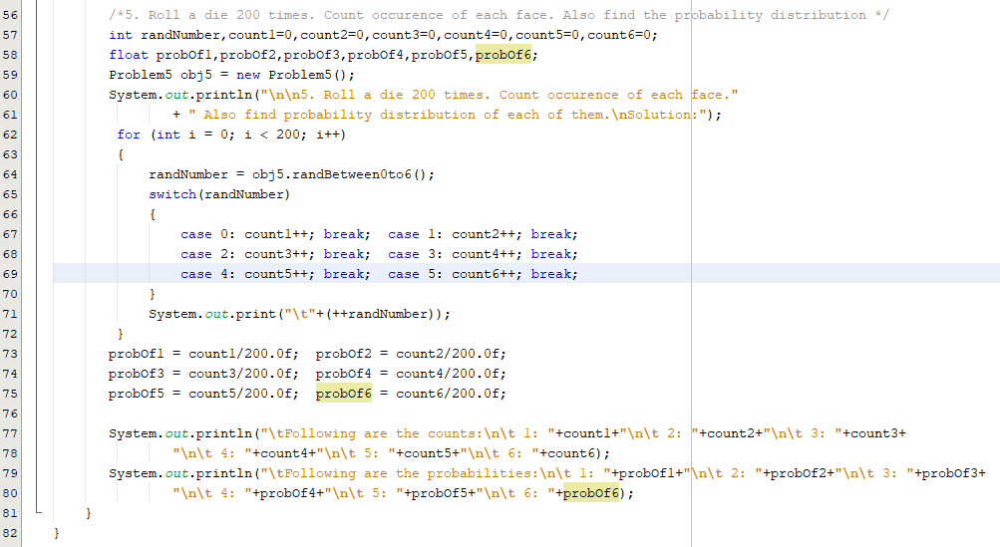 56 /*5. Roll a die 200 times. Count occurence of each face. Also find the probability distribution */
57 int randNumber,count1=0,count2=0,count3=0,count4=0,count5=0,count6=0;
58 float probOf1,probOf2,probOf3,probOf4,probOf5,probOf6;
59 Problem5 obj5 = new Problem5();
60 System.out.println("\n\n5. Roll a die 200 times. Count occurence of each face."
61 + " Also find probability distribution of each of them.\nSolution:");
62 for (int i = 0; i < 200; i++)
63 {
64 randNumber = obj5.randBetween0to6();
65 switch(randNumber)
66 {
67 case 0: count1++; break; case 1: count2++; break;
68 case 2: count3++; break; case 3: count4++; break;
69 case 4: count5++; break; case 5: count6++; break;
70 }
71 System.out.print("\t"+(++randNumber));
72 }
73 probOf1 = count1/200.0f; probOf2 = count2/200.0f;
74 probOf3 = count3/200.0f; probOf4 = count4/200.0f;
75 probOf5 = count5/200.0f; probOf6 = count6/200.0f;
76
77 System.out.println("\tFollowing are the counts:\n\t 1: "+count1+"\n\t 2: "+count2+"\n\t 3: "+count3+
78 "\n\t 4: "+count4+"\n\t 5: "+count5+"\n\t 6: "+count6);
79 System.out.println("\tFollowing are the probabilities:\n\t 1: "+probOf1+"\n\t 2: "+probOf2+"\n\t 3: "+probOf3+
80 "\n\t 4: "+probOf4+"\n\t 5: "+probOf5+"\n\t 6: "+probOf6);
81 }
82 }